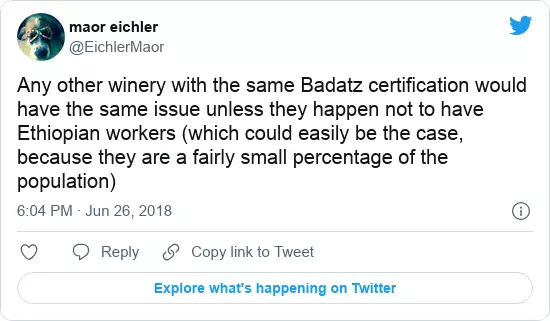 maor eichler
@EichlerMaor
Any other winery with the same Badatz certification would
have the same issue unless they happen not to have
Ethiopian workers (which could easily be the case,
because they are a fairly small percentage of the
population)
6:04 PM · Jun 26, 2018
Reply
Copy link to Tweet
Explore what's happening on Twitter